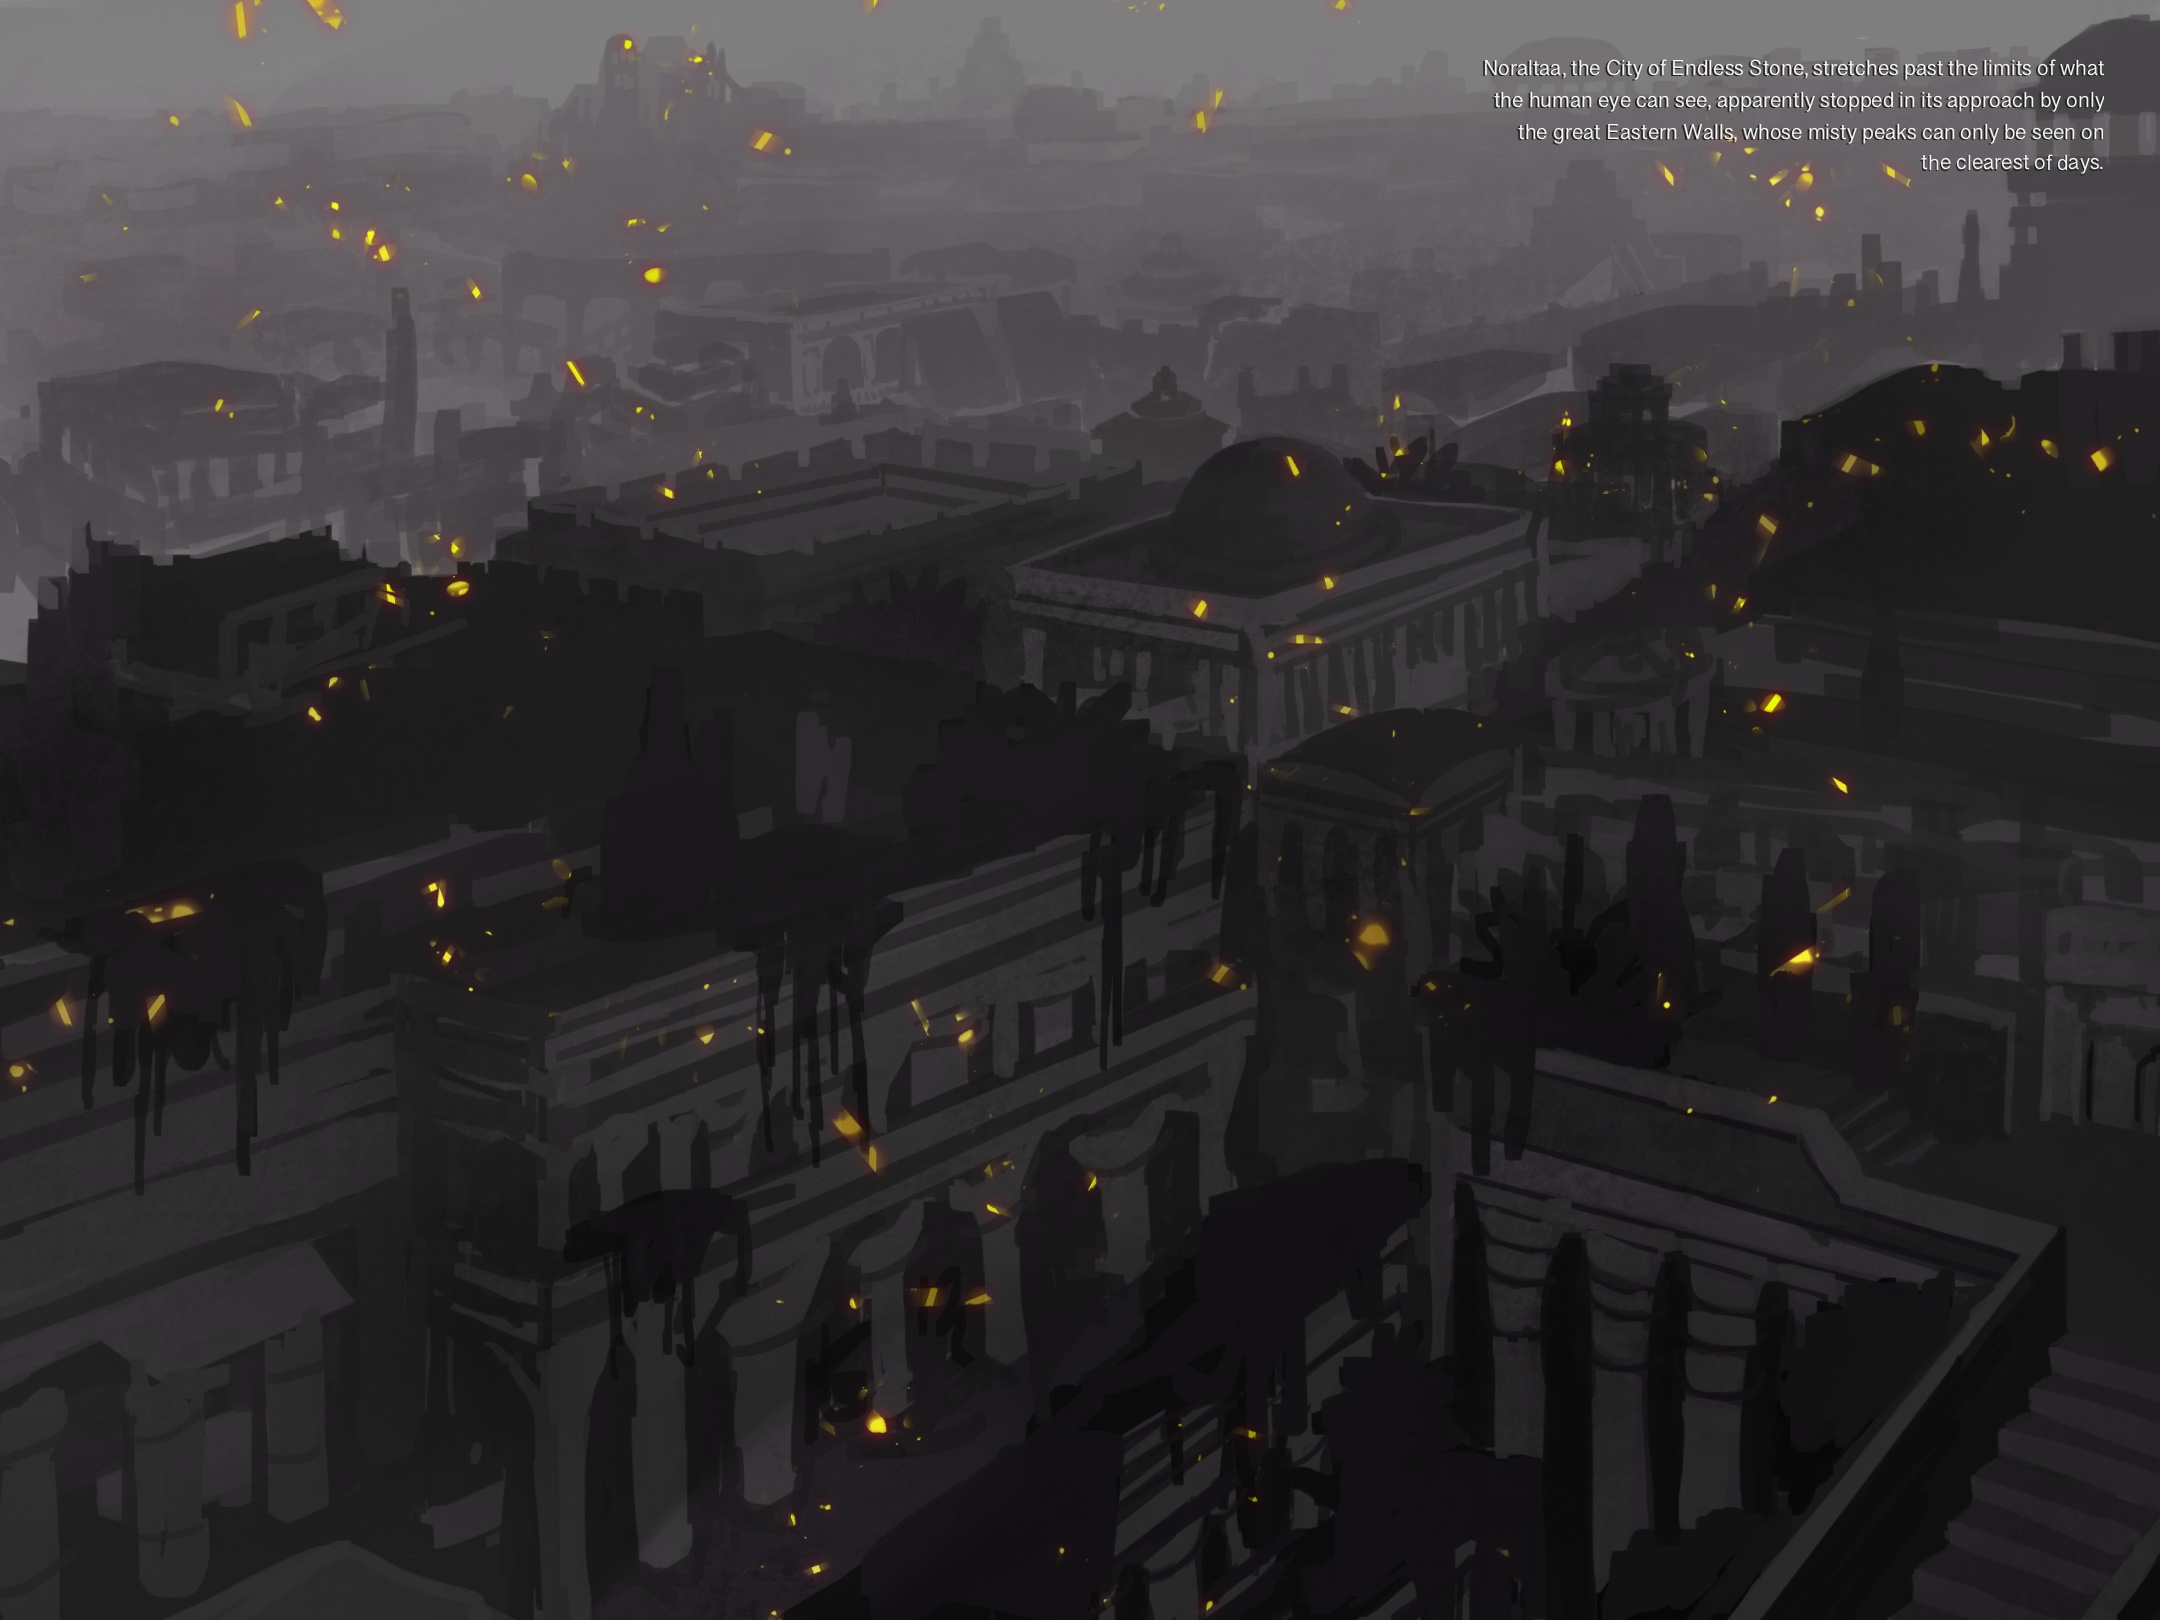 Noraltaa, the City of Endless Stone, stretches past the limits of what
the human eye can see, apparently stopped in its approach by only
the great Eastern Walls, whose misty peaks can only be seen on
the clearest of days.